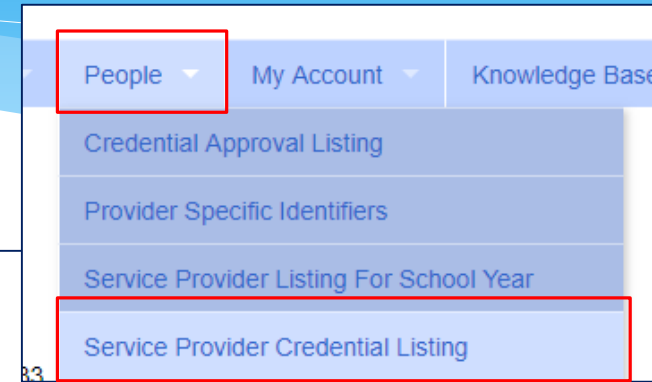 People My Account Knowledge Base
Credential Approval Listing
Provider Specific Identifiers
Service Provider Listing For School Year
Service Provider Credential Listing
33